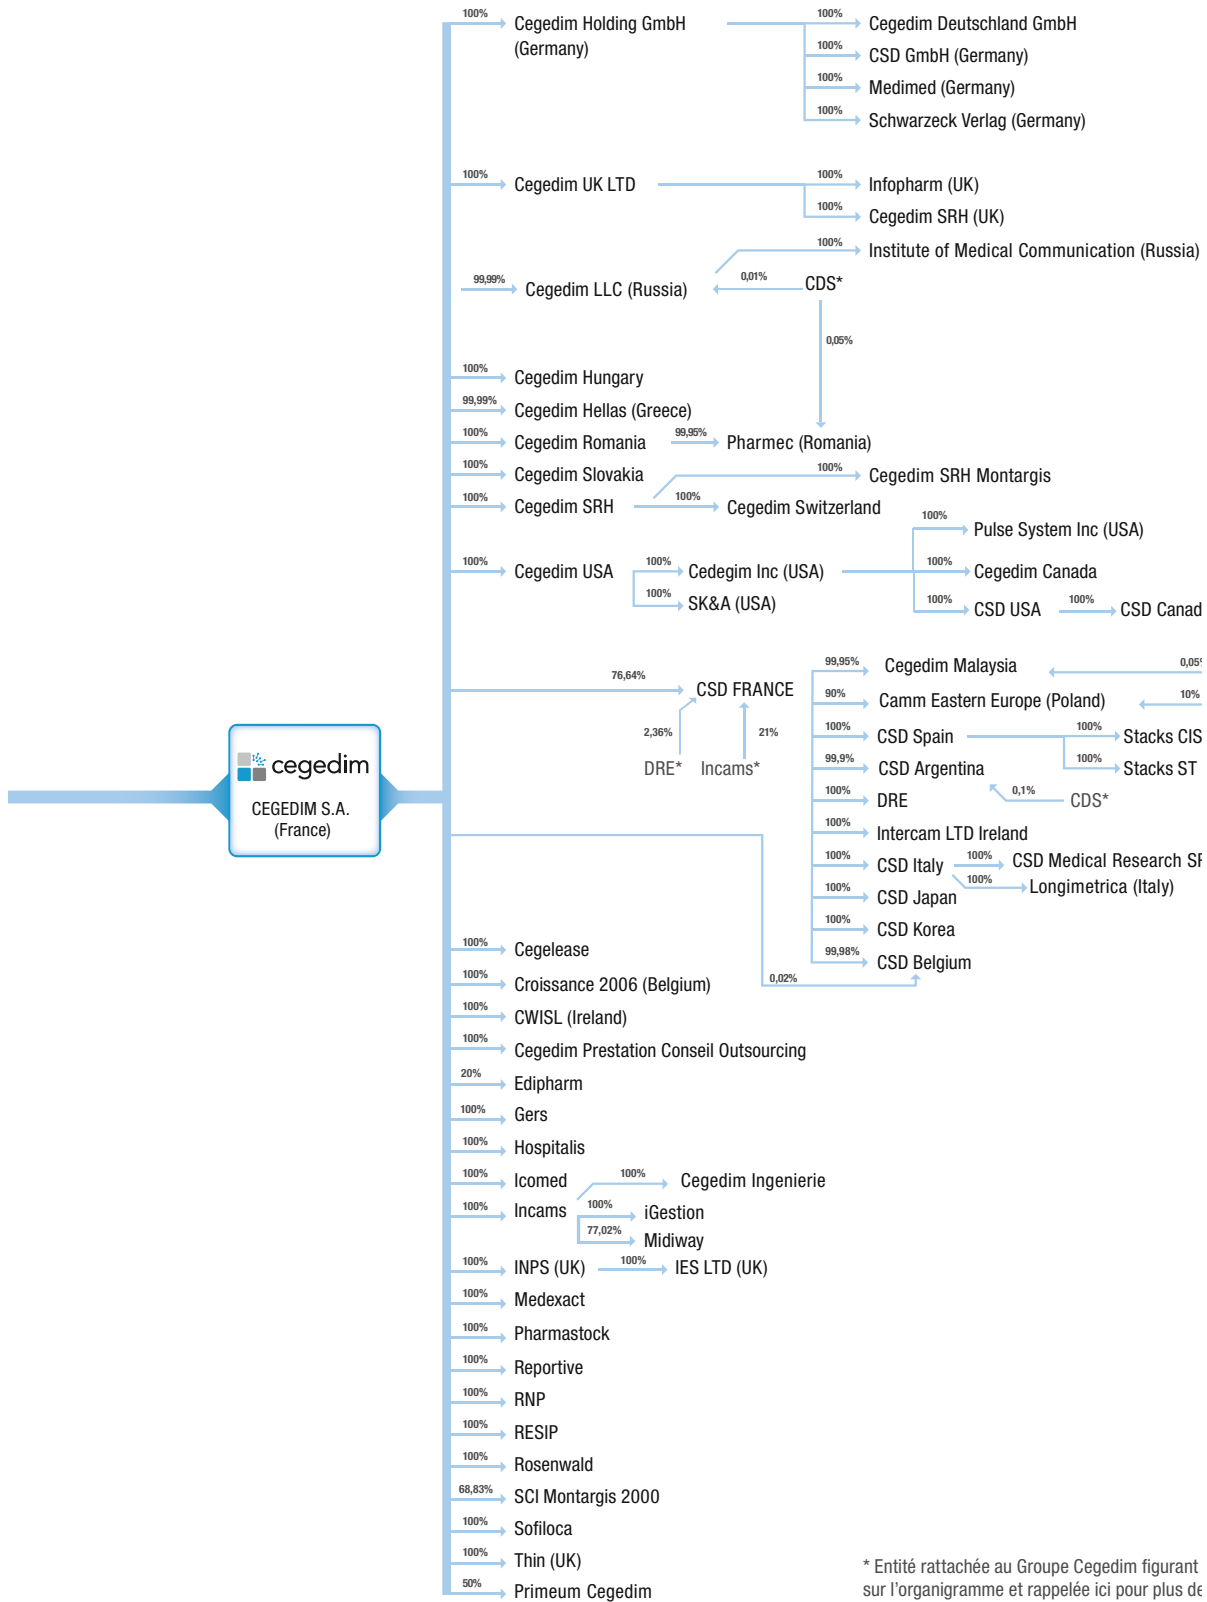 100% Cegedim Holding GmbH
(Germany)
100% Cegedim Deutschland GmbH
100% CSD GmbH (Germany)
100% Medimed (Germany)
100% Schwarzeck Verlag (Germany)
100% Cegedim UK LTD
100% Infopharm (UK)
100% Cegedim SRH (UK)
100% Institute of Medical Communication (Russia)
99,99% Cegedim LLC (Russia) 0,01% CDS*
0,05%
100% Cegedim Hungary
99,99% Cegedim Hellas (Greece)
100% Cegedim Romania 99,95% Pharmec (Romania)
100% Cegedim Slovakia
100% Cegedim SRH Montargis
100% Cegedim SRH 100% Cegedim Switzerland
100% Pulse System Inc (USA)
100% Cegedim USA 100% Cedegim Inc (USA) 100% Cegedim Canada
100% SK&A (USA)
100% CSD USA 100% CSD Canad
99,95% Cegedim Malaysia 0,05%
76,64% CSD FRANCE
90% Camm Eastern Europe (Poland) 10%
2,36% 21%
DRE* Incams*
100% CSD Spain 100% Stacks CIS
100% Stacks ST
99,9% CSD Argentina
0,1% CDS*
100% DRE
100% Intercam LTD Ireland
100% CSD Italy 100% CSD Medical Research
100% Longimetrica (Italy)
100% CSD Japan
100% CSD Korea
99,98% CSD Belgium
0,02%
cegedim
CEGEDIM S.A.
(France)
100% Cegelease
100% Croissance 2006 (Belgium)
100% CWISL (Ireland)
100% Cegedim Prestation Conseil Outsourcing
20% Edipharm
100% Gers
100% Hospitalis
100% Icomed
100% Cegedim Ingenierie
100% Incams 100% iGestion
77,02% Midiway
100% INPS (UK) 100% IES LTD (UK)
100% Medexact
100% Pharmastock
100% Reportive
100% RNP
100% RESIP
100% Rosenwald
68,83% SCI Montargis 2000
100% Sofiloca
100% Thin (UK)
50% Primeum Cegedim
* Entité rattachée au Groupe Cegedim figurant
sur l'organigramme et rappelée ici pour plus de